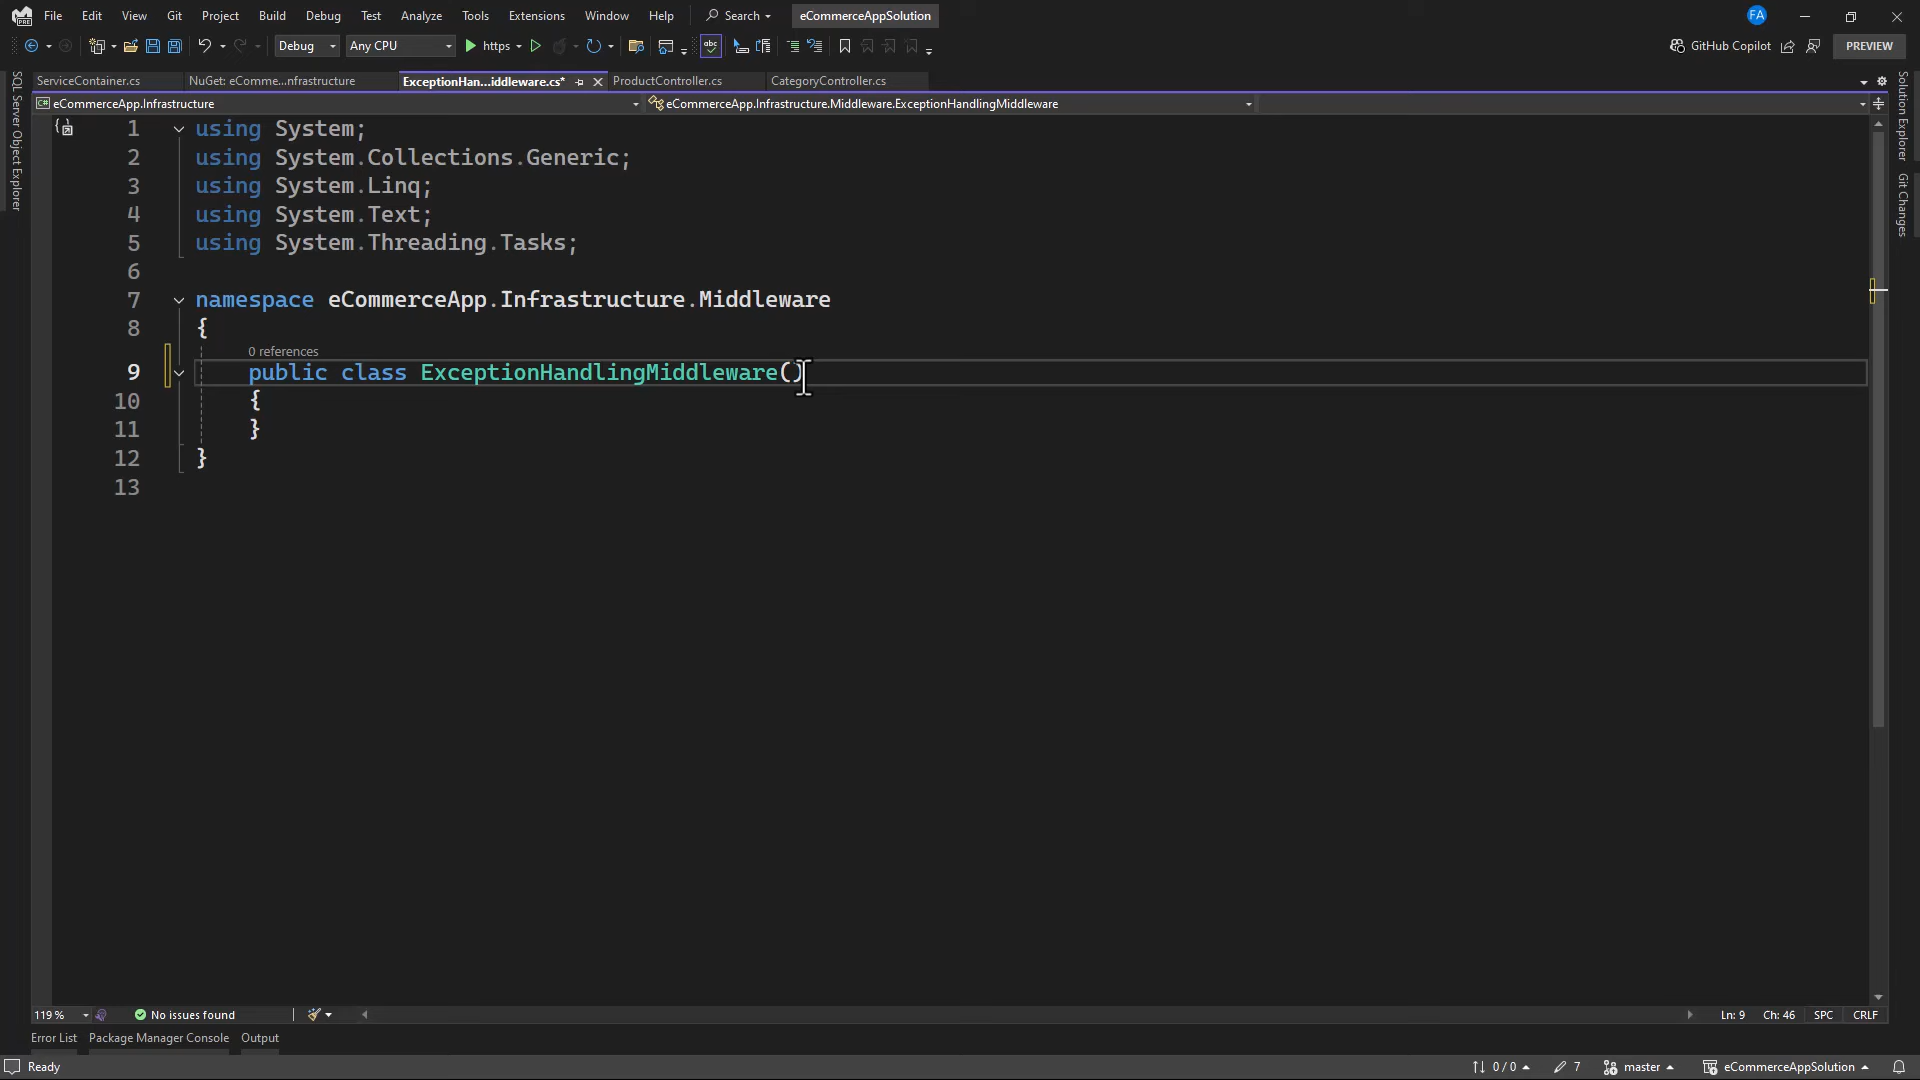 File Edit View Git Project Build Debug Test Analyze Tools Extensions Window Help Search eCommerceAppSolution FA
Debug Any CPU https GitHub Copilot PREVIEW
ServiceContainer.cs NuGet: eComme...nfrastructure ExceptionHan...iddleware.cs* ProductController.cs CategoryController.cs
eCommerceApp.Infrastructure eCommerceApp.Infrastructure.Middleware.ExceptionHandlingMiddleware
SQL Server Object Explorer
Solution Explorer
Git Changes
1 using System;
2 using System.Collections.Generic;
3 using System.Linq;
4 using System.Text;
5 using System.Threading.Tasks;
6
7 namespace eCommerceApp.Infrastructure.Middleware
8 {
0 references
9 public class ExceptionHandlingMiddleware()
10 {
11 }
12 }
13
119 % No issues found Ln: 9 Ch: 46 SPC CRLF
Error List Package Manager Console Output
Ready 0 / 0 7 master eCommerceAppSolution